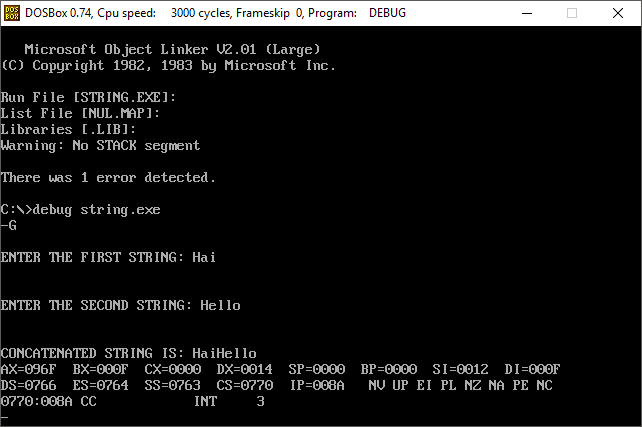 DOS BOX DOSBox 0.74, Cpu speed: 3000 cycles, Frameskip 0, Program: DEBUG
Microsoft Object Linker V2.01 (Large)
(C) Copyright 1982, 1983 by Microsoft Inc.
Run File [STRING.EXE]:
List File [NUL.MAP]:
Libraries [.LIB]:
Warning: No STACK segment
There was 1 error detected.
C:\>debug string.exe
-G
ENTER THE FIRST STRING: Hai
ENTER THE SECOND STRING: Hello
CONCATENATED STRING IS: HaiHello
AX=096F  BX=000F  CX=0000  DX=0014  SP=0000  BP=0000  SI=0012  DI=000F
DS=0766  ES=0764  SS=0763  CS=0770  IP=008A   NV UP EI PL NZ NA PE NC
0770:008A CC            INT     3
-